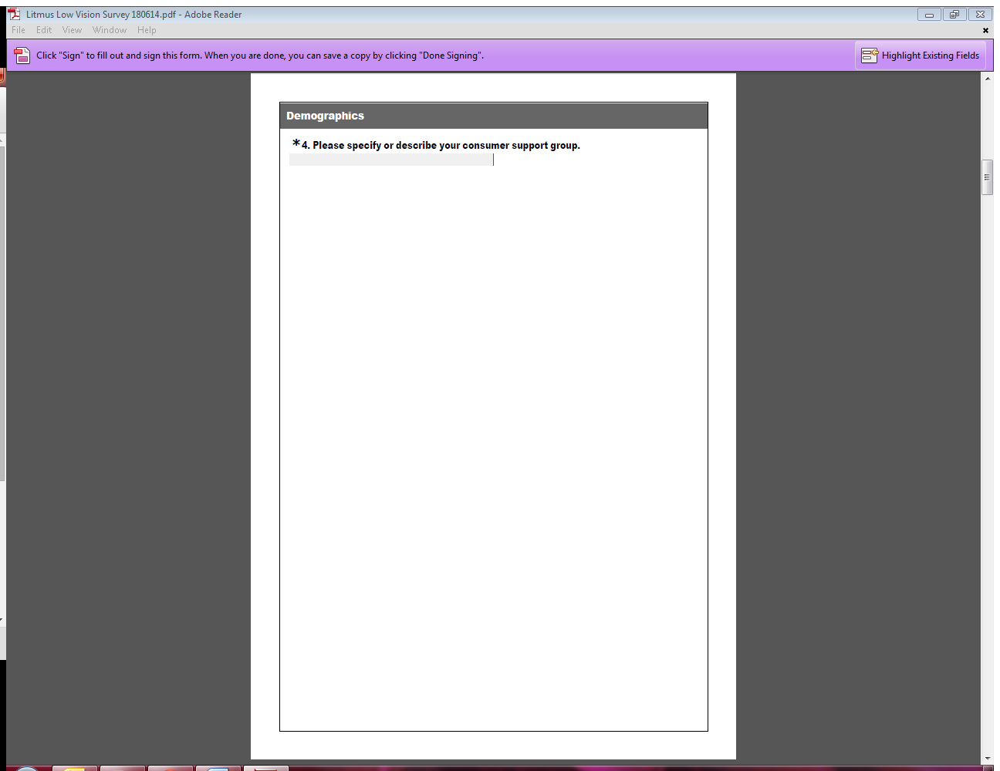 Litmus Low Vision Survey 180614.pdf - Adobe Reader
File Edit View Window Help
Click "Sign" to fill out and sign this form. When you are done, you can save a copy by clicking "Done Signing".
Highlight Existing Fields
Demographics
*4. Please specify or describe your consumer support group.